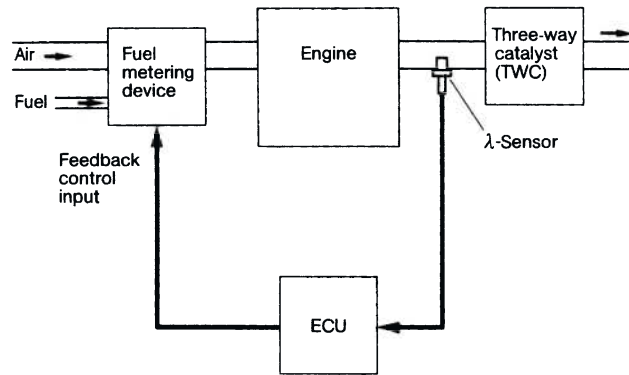 Air
Fuel
Fuel
metering
device
Engine
Three-way
catalyst
(TWC)
λ-Sensor
Feedback
control
input
ECU